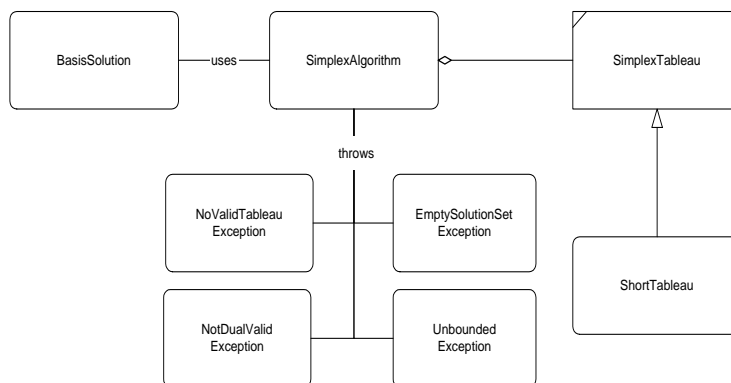 BasisSolution
uses
SimplexAlgorithm
SimplexTableau
throws
NoValidTableau
Exception
EmptySolutionSet
Exception
ShortTableau
NotDualValid
Exception
Unbounded
Exception